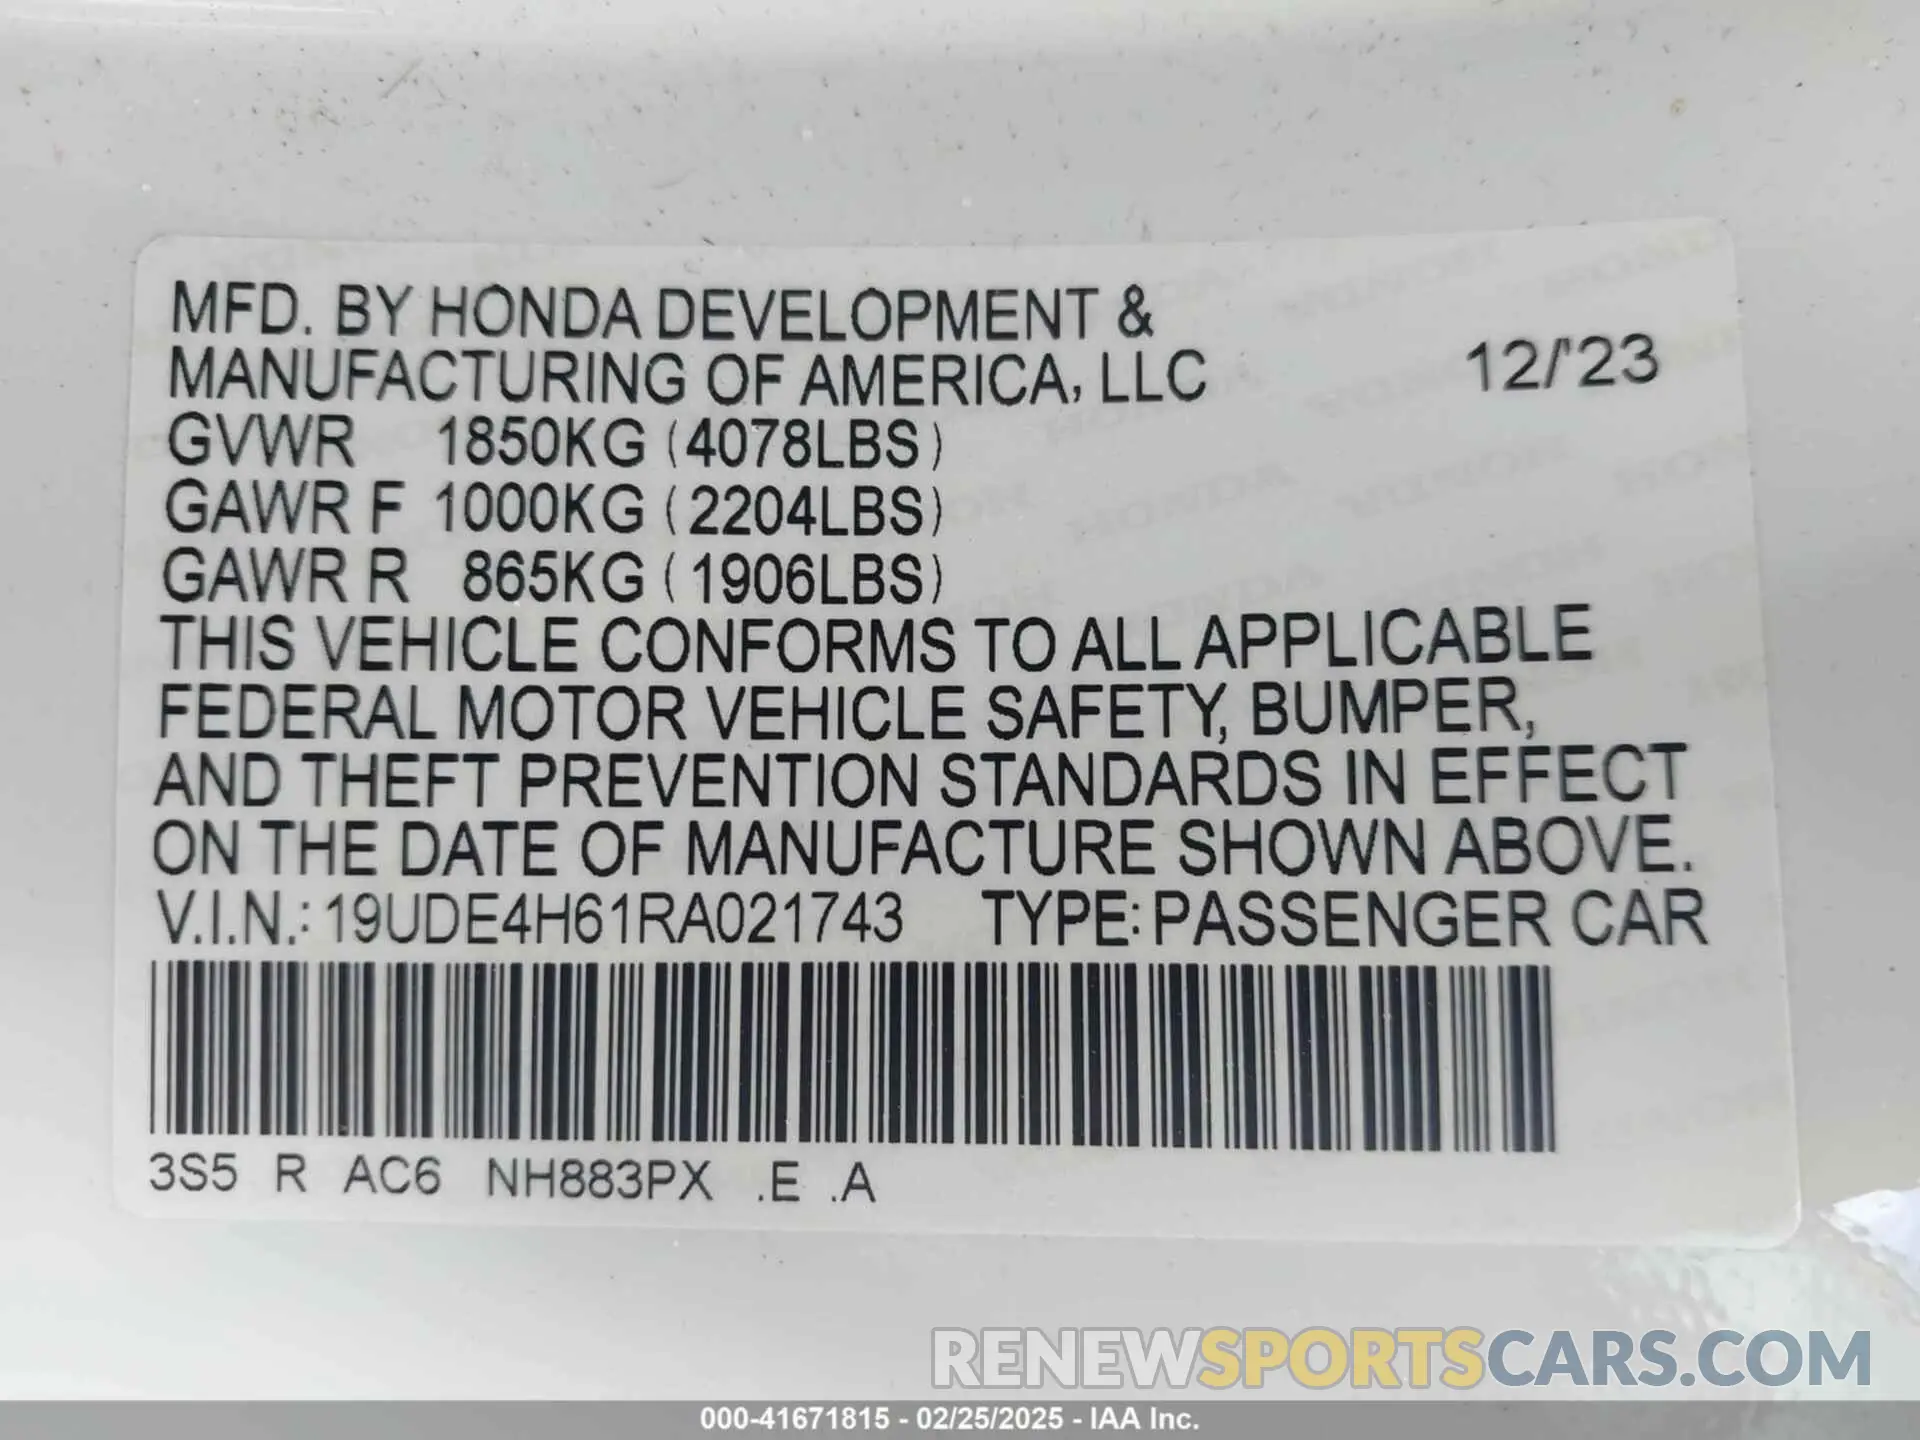 MFD. BY HONDA DEVELOPMENT &
MANUFACTURING OF AMERICA, LLC 12/'23
GVWR 1850KG (4078LBS)
GAWR F 1000KG (2204LBS)
GAWR R 865KG (1906LBS)
THIS VEHICLE CONFORMS TO ALL APPLICABLE
FEDERAL MOTOR VEHICLE SAFETY, BUMPER,
AND THEFT PREVENTION STANDARDS IN EFFECT
ON THE DATE OF MANUFACTURE SHOWN ABOVE.
V.I.N.: 19UDE4H61RA021743 TYPE: PASSENGER CAR
3S5 R AC6 NH883PX .E .A
RENEWSPORTSCARS.COM
000-41671815 - 02/25/2025 - IAA Inc.